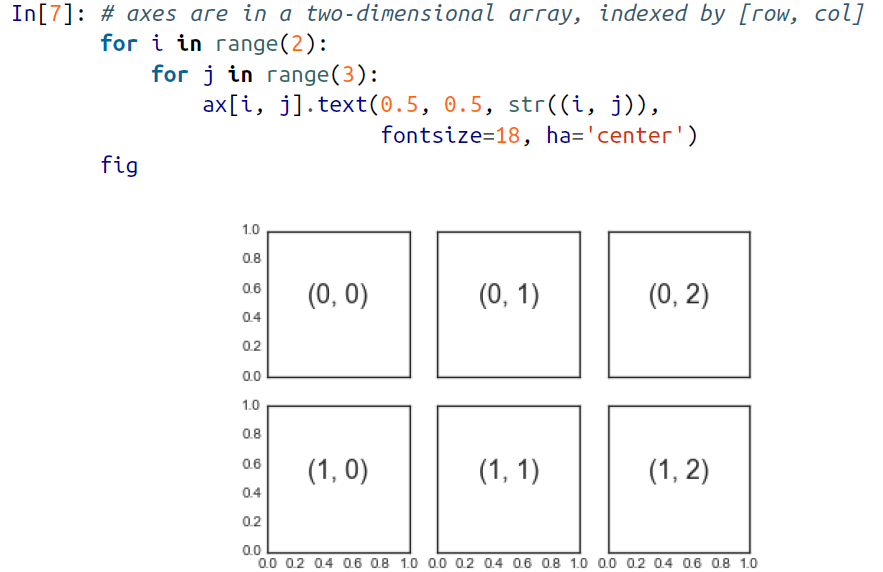 In[7]: # axes are in a two-dimensional array, indexed by [row, col]
for i in range(2):
for j in range(3):
ax[i, j].text(0.5, 0.5, str((i, j)),
fontsize=18, ha='center')
fig
1.0
0.8
0.6
0.4
0.2
0.0
(0, 0) (0, 1) (0, 2)
1.0
0.8
0.6
0.4
0.2
0.0
(1, 0) (1, 1) (1, 2)
0.0 0.2 0.4 0.6 0.8 1.0 0.0 0.2 0.4 0.6 0.8 1.0 0.0 0.2 0.4 0.6 0.8 1.0